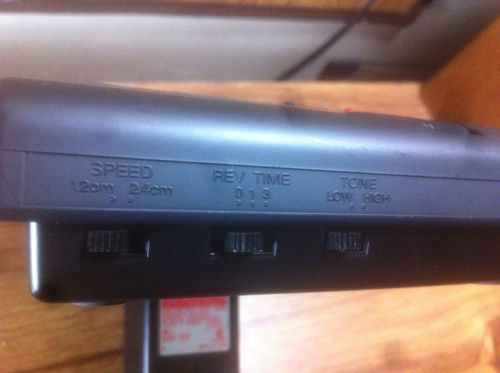 SPEED
1.2cm 2.4cm
REV TIME
0 1 3
TONE
LOW HIGH